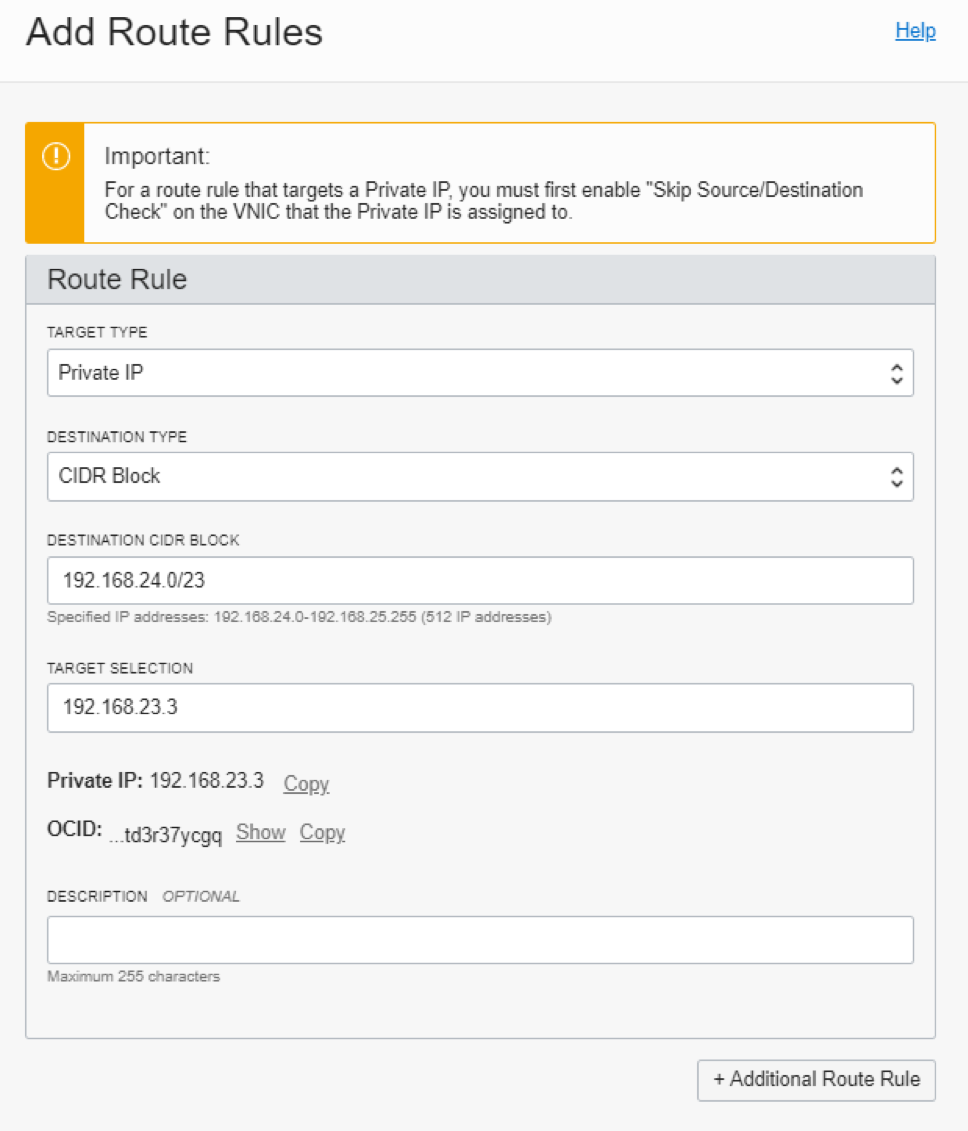 Add Route Rules
Help
Important:
For a route rule that targets a Private IP, you must first enable "Skip Source/Destination
Check" on the VNIC that the Private IP is assigned to.
Route Rule
TARGET TYPE
Private IP
DESTINATION TYPE
CIDR Block
DESTINATION CIDR BLOCK
192.168.24.0/23
Specified IP addresses: 192.168.24.0-192.168.25.255 (512 IP addresses)
TARGET SELECTION
192.168.23.3
Private IP: 192.168.23.3 Copy
OCID: ...td3r37ycgq Show Copy
DESCRIPTION OPTIONAL
Maximum 255 characters
+ Additional Route Rule